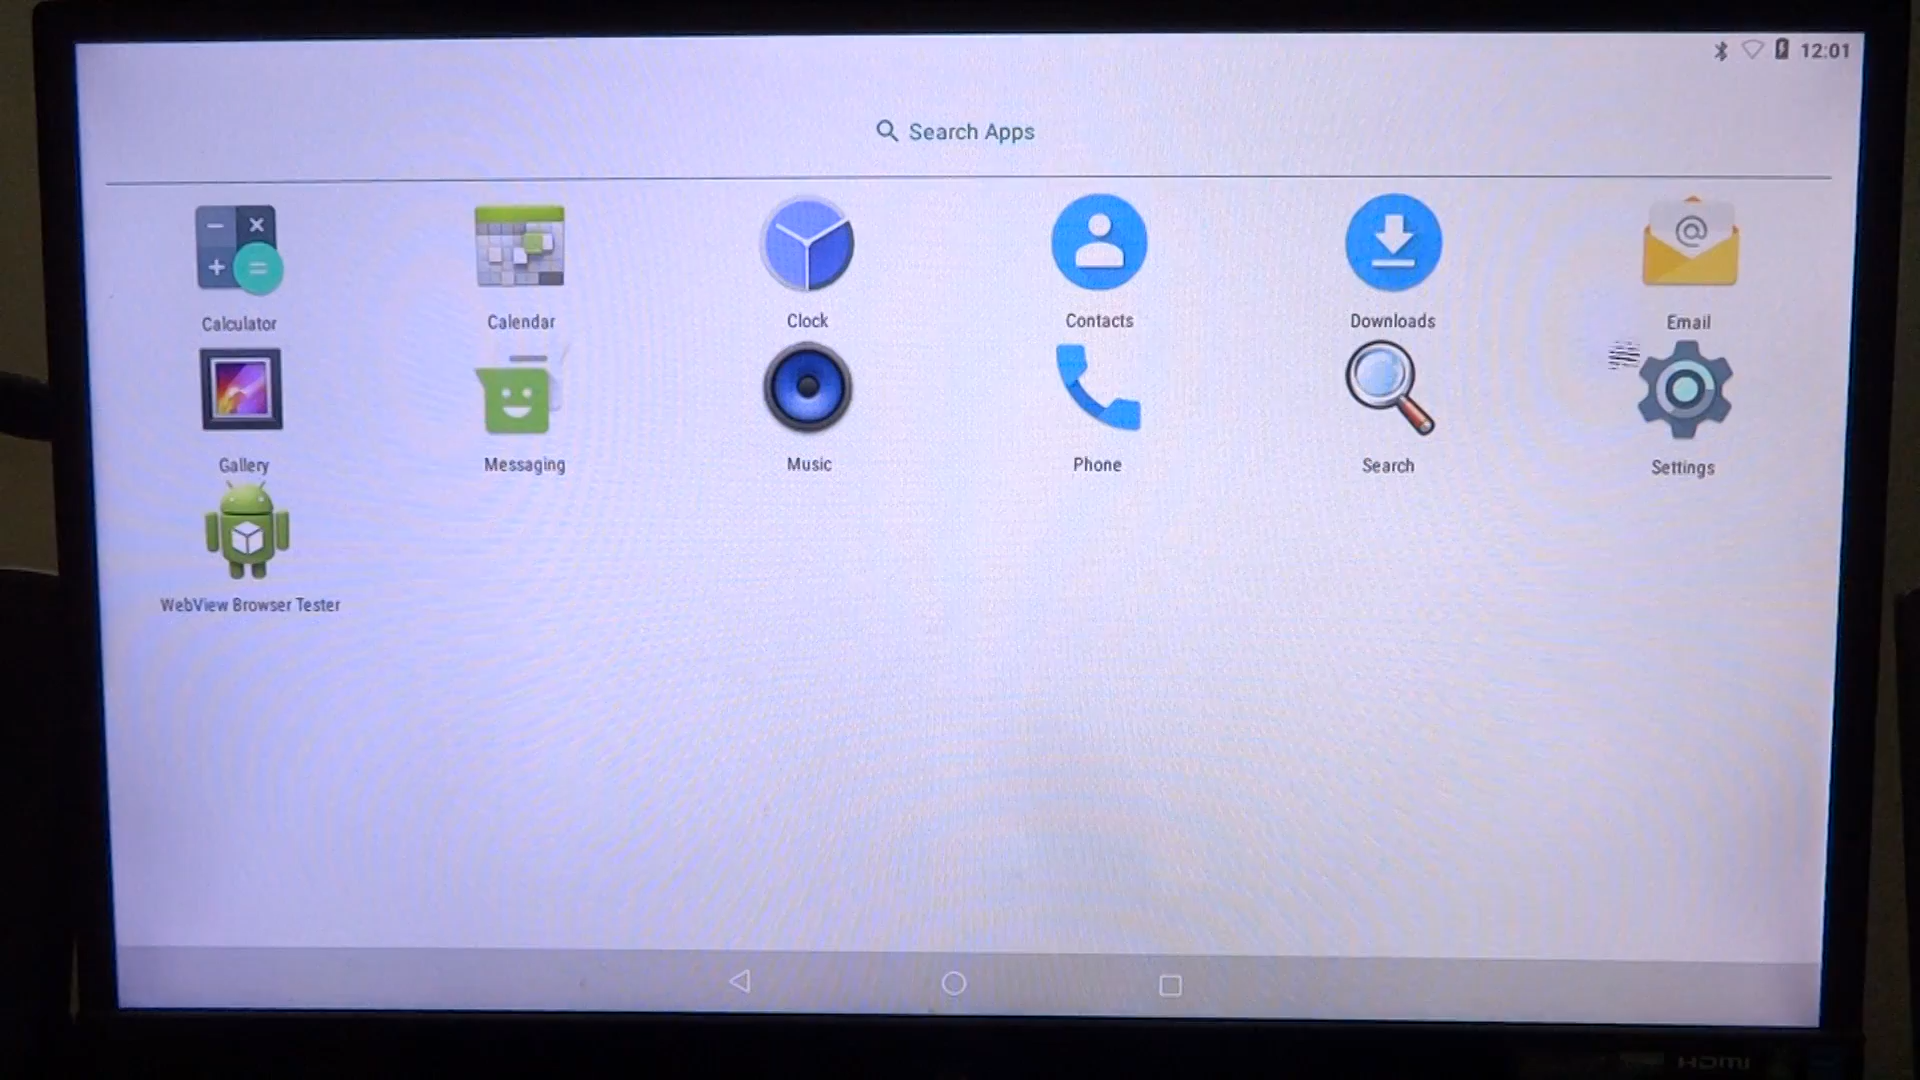 12:01
Search Apps
Calculator
Calendar
Clock
Contacts
Downloads
Email
Gallery
Messaging
Music
Phone
Search
Settings
WebView Browser Tester
HDMI